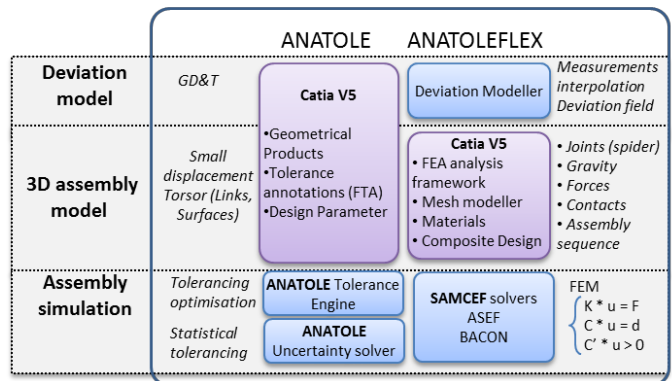 ANATOLE
ANATOLEFLEX
Deviation
model
GD&T
Catia V5
•Geometrical
Products
•Tolerance
annotations (FTA)
•Design Parameter
Deviation Modeller
Measurements
interpolation
Deviation field
3D assembly
model
Small
displacement
Torsor (Links,
Surfaces)
Catia V5
• FEA analysis
framework
• Mesh modeller
• Materials
• Composite Design
• Joints (spider)
• Gravity
• Forces
• Contacts
• Assembly
sequence
Assembly
simulation
Tolerancing
optimisation
Statistical
tolerancing
ANATOLE Tolerance
Engine
ANATOLE
Uncertainty solver
SAMCEF solvers
ASEF
BACON
FEM
K * u = F
C * u = d
C’ * u > 0